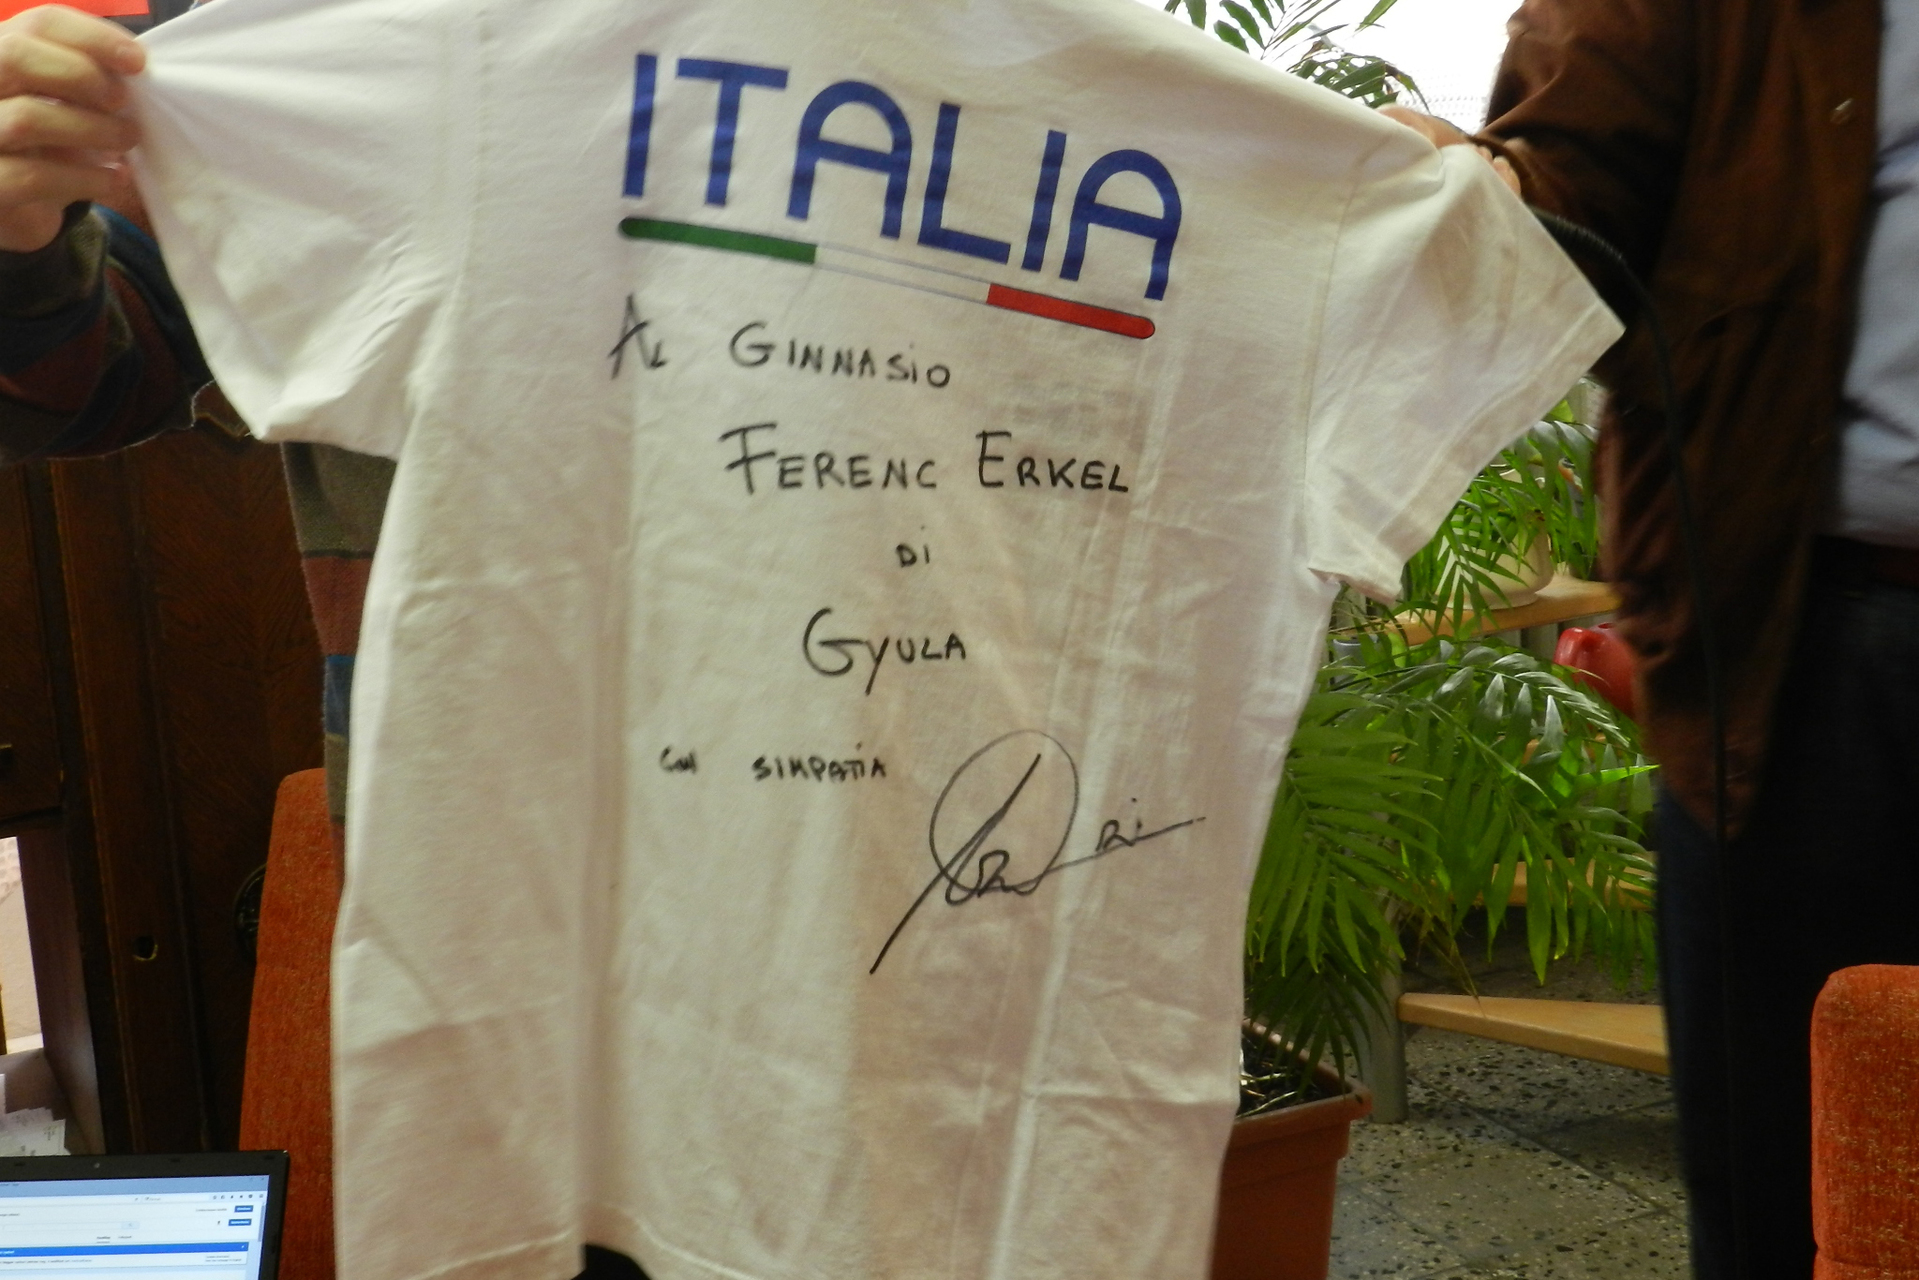 ITALIA
AL GINNASIO
FERENC ERKEL
DI
GYULA
CON SIMPATIA